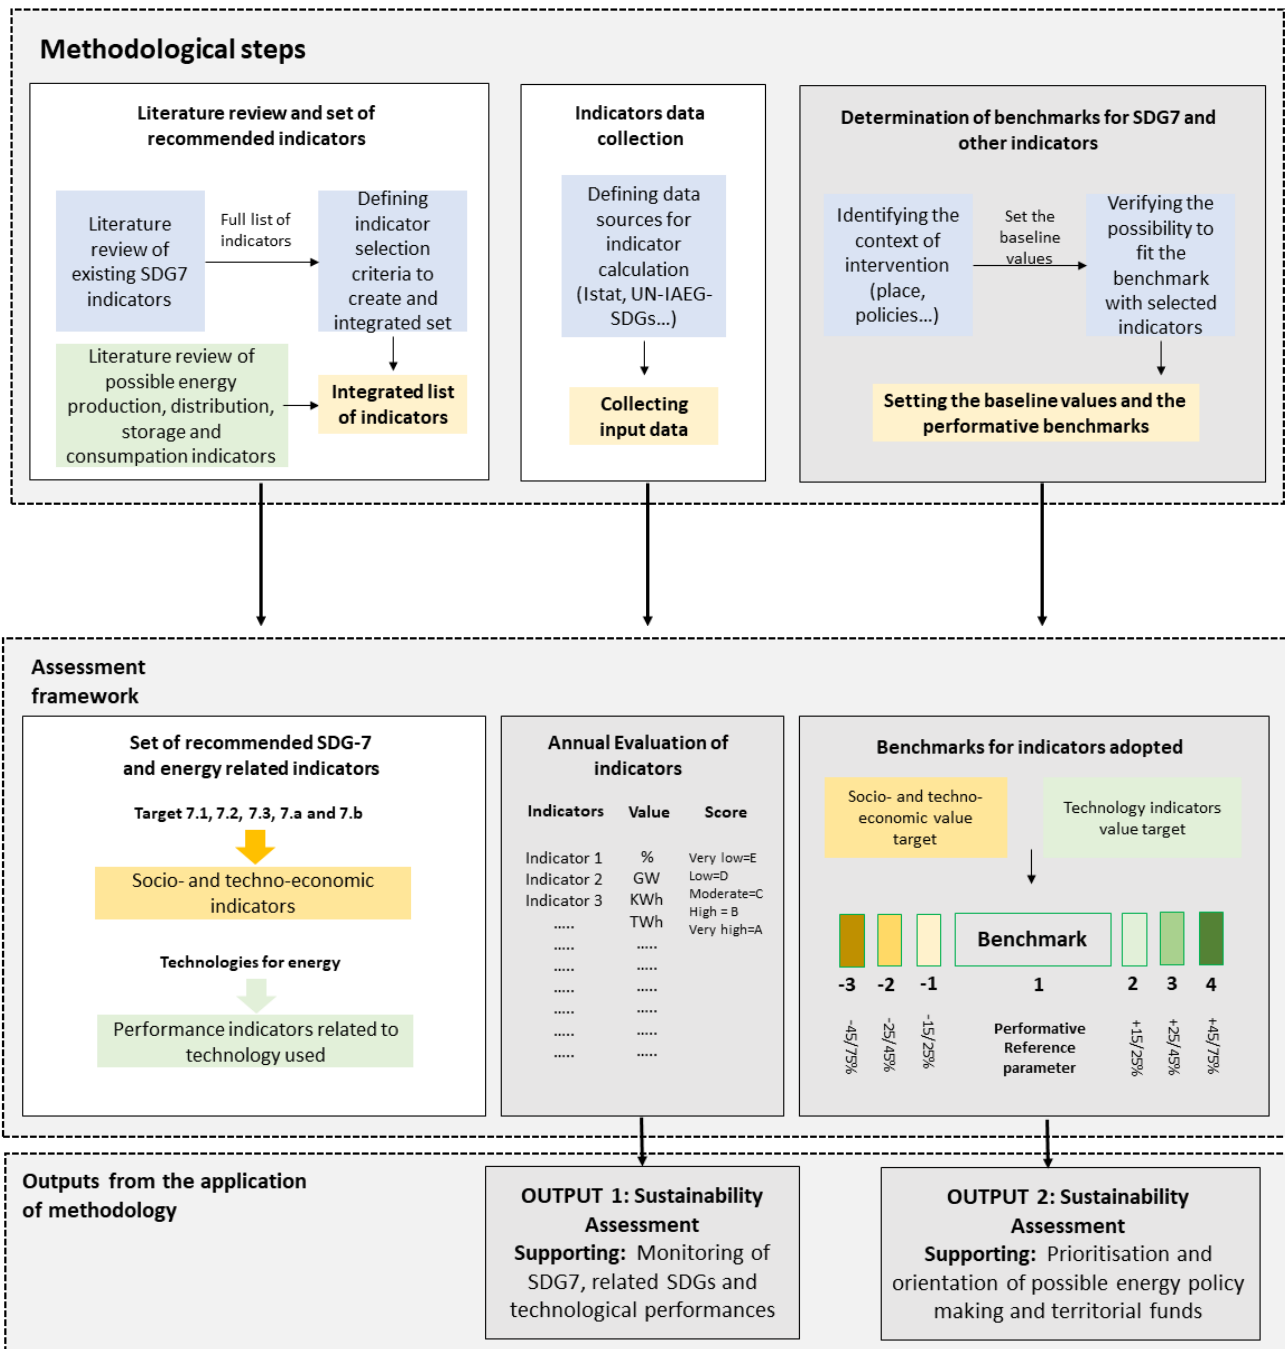 Methodological steps
Literature review and set of
recommended indicators
Literature
review of
existing SDG7
indicators
Full list of
indicators
Defining
indicator
selection
criteria to
create and
integrated set
Literature review of
possible energy
production, distribution,
storage and
consumpation indicators
Integrated list
of indicators
Indicators data
collection
Defining data
sources for
indicator
calculation
(Istat, UN-IAEG-
SDGs...)
Collecting
input data
Determination of benchmarks for SDG7 and
other indicators
Identifying the
context of
intervention
(place,
policies...)
Set the
baseline
values
Verifying the
possibility to
fit the
benchmark
with selected
indicators
Setting the baseline values and the
performative benchmarks
Assessment
framework
Set of recommended SDG-7
and energy related indicators
Target 7.1, 7.2, 7.3, 7.a and 7.b
Socio- and techno-economic
indicators
Technologies for energy
Performance indicators related to
technology used
Annual Evaluation of
indicators
Indicators Value Score
Indicator 1 % Very low=E
Indicator 2 GW Low=D
Indicator 3 KWh Moderate=C
..... TWh High = B
Very high=A
..... .....
..... .....
..... .....
..... .....
..... .....
..... .....
Benchmarks for indicators adopted
Socio- and techno-
economic value
target
Technology indicators
value target
Benchmark
-3 -2 -1 1 2 3 4
-45/75%
-25/45%
-15/25%
Performative
Reference
parameter
+15/25%
+25/45%
+45/75%
Outputs from the application
of methodology
OUTPUT 1: Sustainability
Assessment
Supporting: Monitoring of
SDG7, related SDGs and
technological performances
OUTPUT 2: Sustainability
Assessment
Supporting: Prioritisation and
orientation of possible energy policy
making and territorial funds